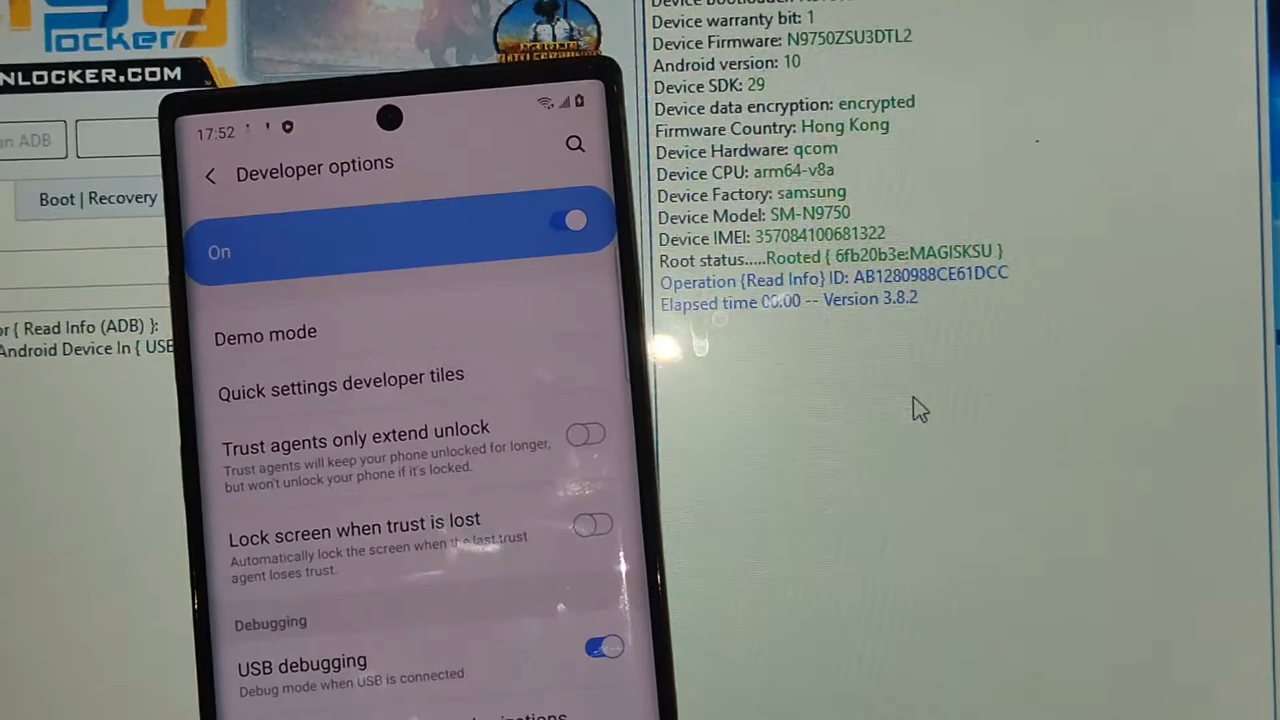 ocker
NLOCKER.COM
n ADB
Boot | Recovery
or { Read Info (ADB) }:
Android Device In { USB
17:52
Developer options
On
Demo mode
Quick settings developer tiles
Trust agents only extend unlock
Trust agents will keep your phone unlocked for longer,
but won't unlock your phone if it's locked.
Lock screen when trust is lost
Automatically lock the screen when the last trust
agent loses trust.
Debugging
USB debugging
Debug mode when USB is connected
Device warranty bit: 1
Device Firmware: N9750ZSU3DTL2
Android version: 10
Device SDK: 29
Device data encryption: encrypted
Firmware Country: Hong Kong
Device Hardware: qcom
Device CPU: arm64-v8a
Device Factory: samsung
Device Model: SM-N9750
Device IMEI: 357084100681322
Root status.....Rooted { 6fb20b3e:MAGISKSU }
Operation {Read Info} ID: AB1280988CE61DCC
Elapsed time 00:00 -- Version 3.8.2